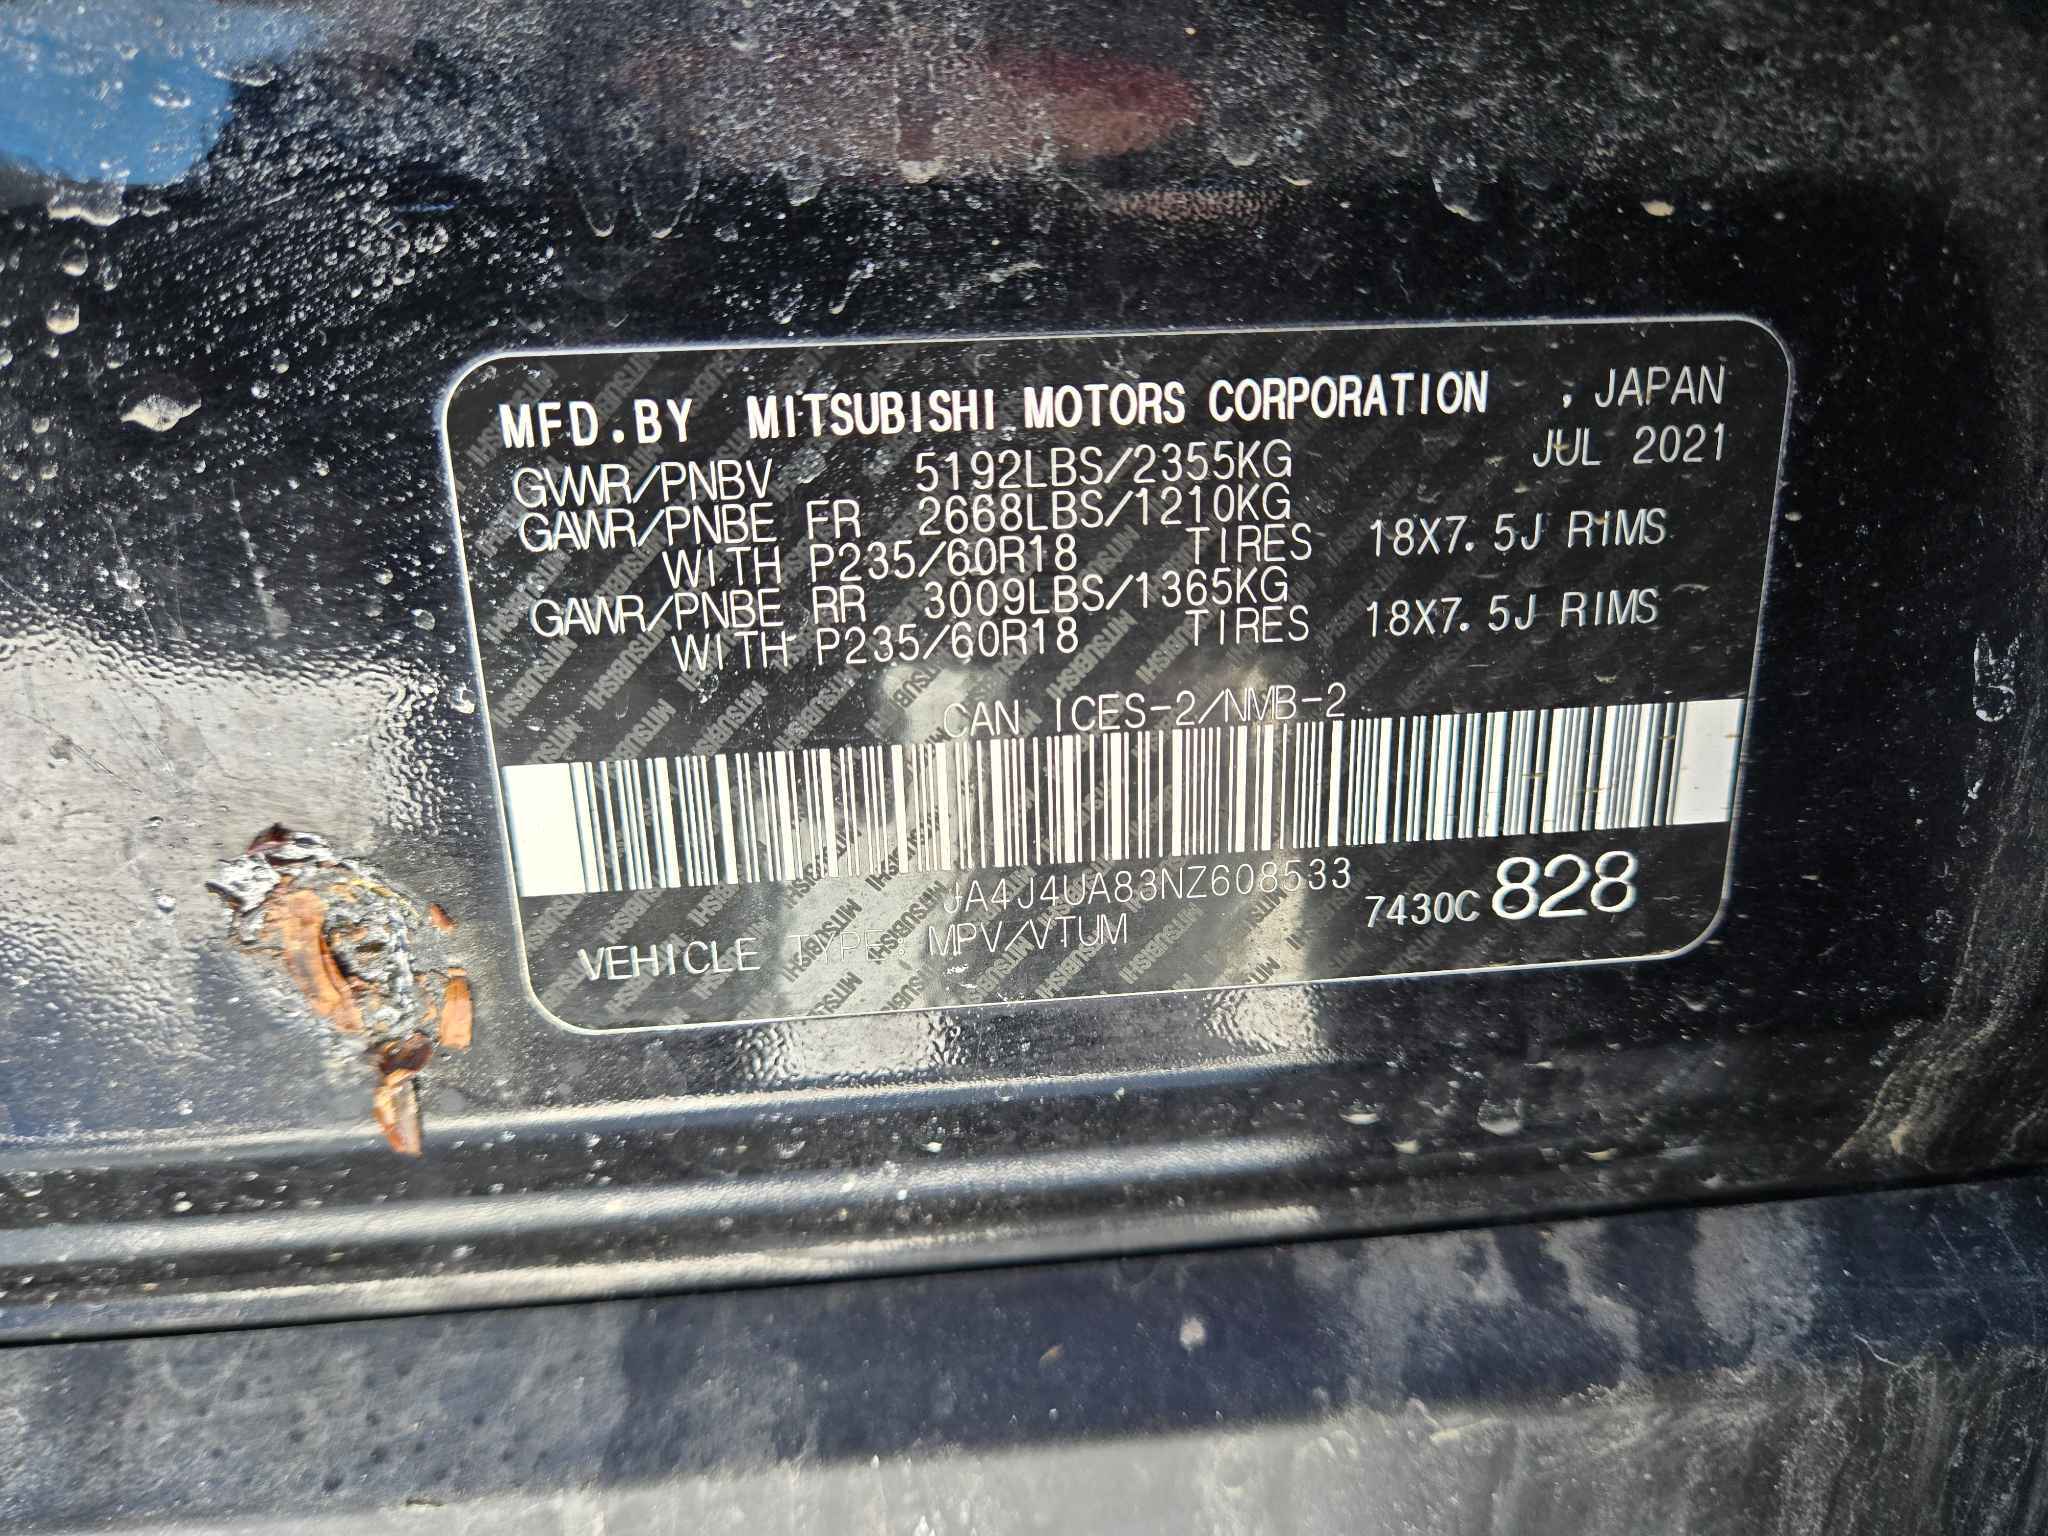 MFD.BY MITSUBISHI MOTORS CORPORATION , JAPAN
GVWR/PNBV 5192LBS/2355KG JUL 2021
GAWR/PNBE FR 2668LBS/1210KG
WITH P235/60R18 TIRES 18X7.5J RIMS
GAWR/PNBE RR 3009LBS/1365KG
WITH P235/60R18 TIRES 18X7.5J RIMS
CAN ICES-2/NMB-2
JA4J4UA83NZ608533
VEHICLE TYPE: MPV/VTUM 7430C 828